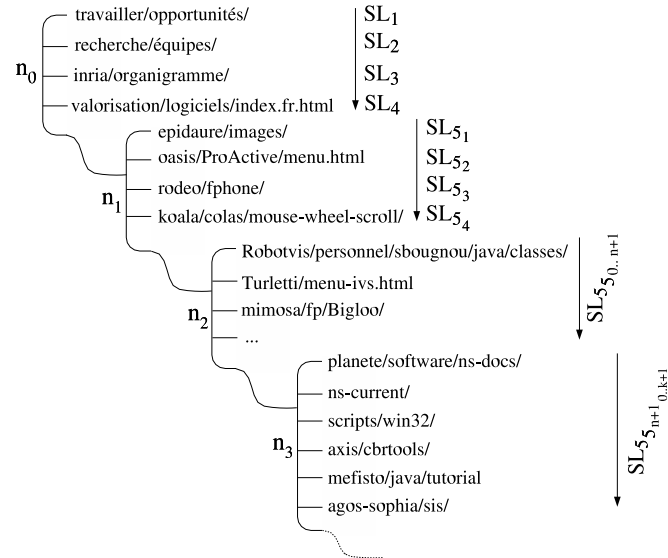 travailler/opportunités/ SL1
recherche/équipes/ SL2
n0
inria/organigramme/ SL3
valorisation/logiciels/index.fr.html SL4
epidaure/images/ SL51
oasis/ProActive/menu.html SL52
n1
rodeo/fphone/ SL53
koala/colas/mouse-wheel-scroll/ SL54
Robotvis/personnel/sbougnou/java/classes/
Turletti/menu-ivs.html
SL550.. n+1
n2
mimosa/fp/Bigloo/
...
planete/software/ns-docs/
ns-current/
scripts/win32/
SL55n+10..k+1
n3
axis/cbrtools/
mefisto/java/tutorial
agos-sophia/sis/